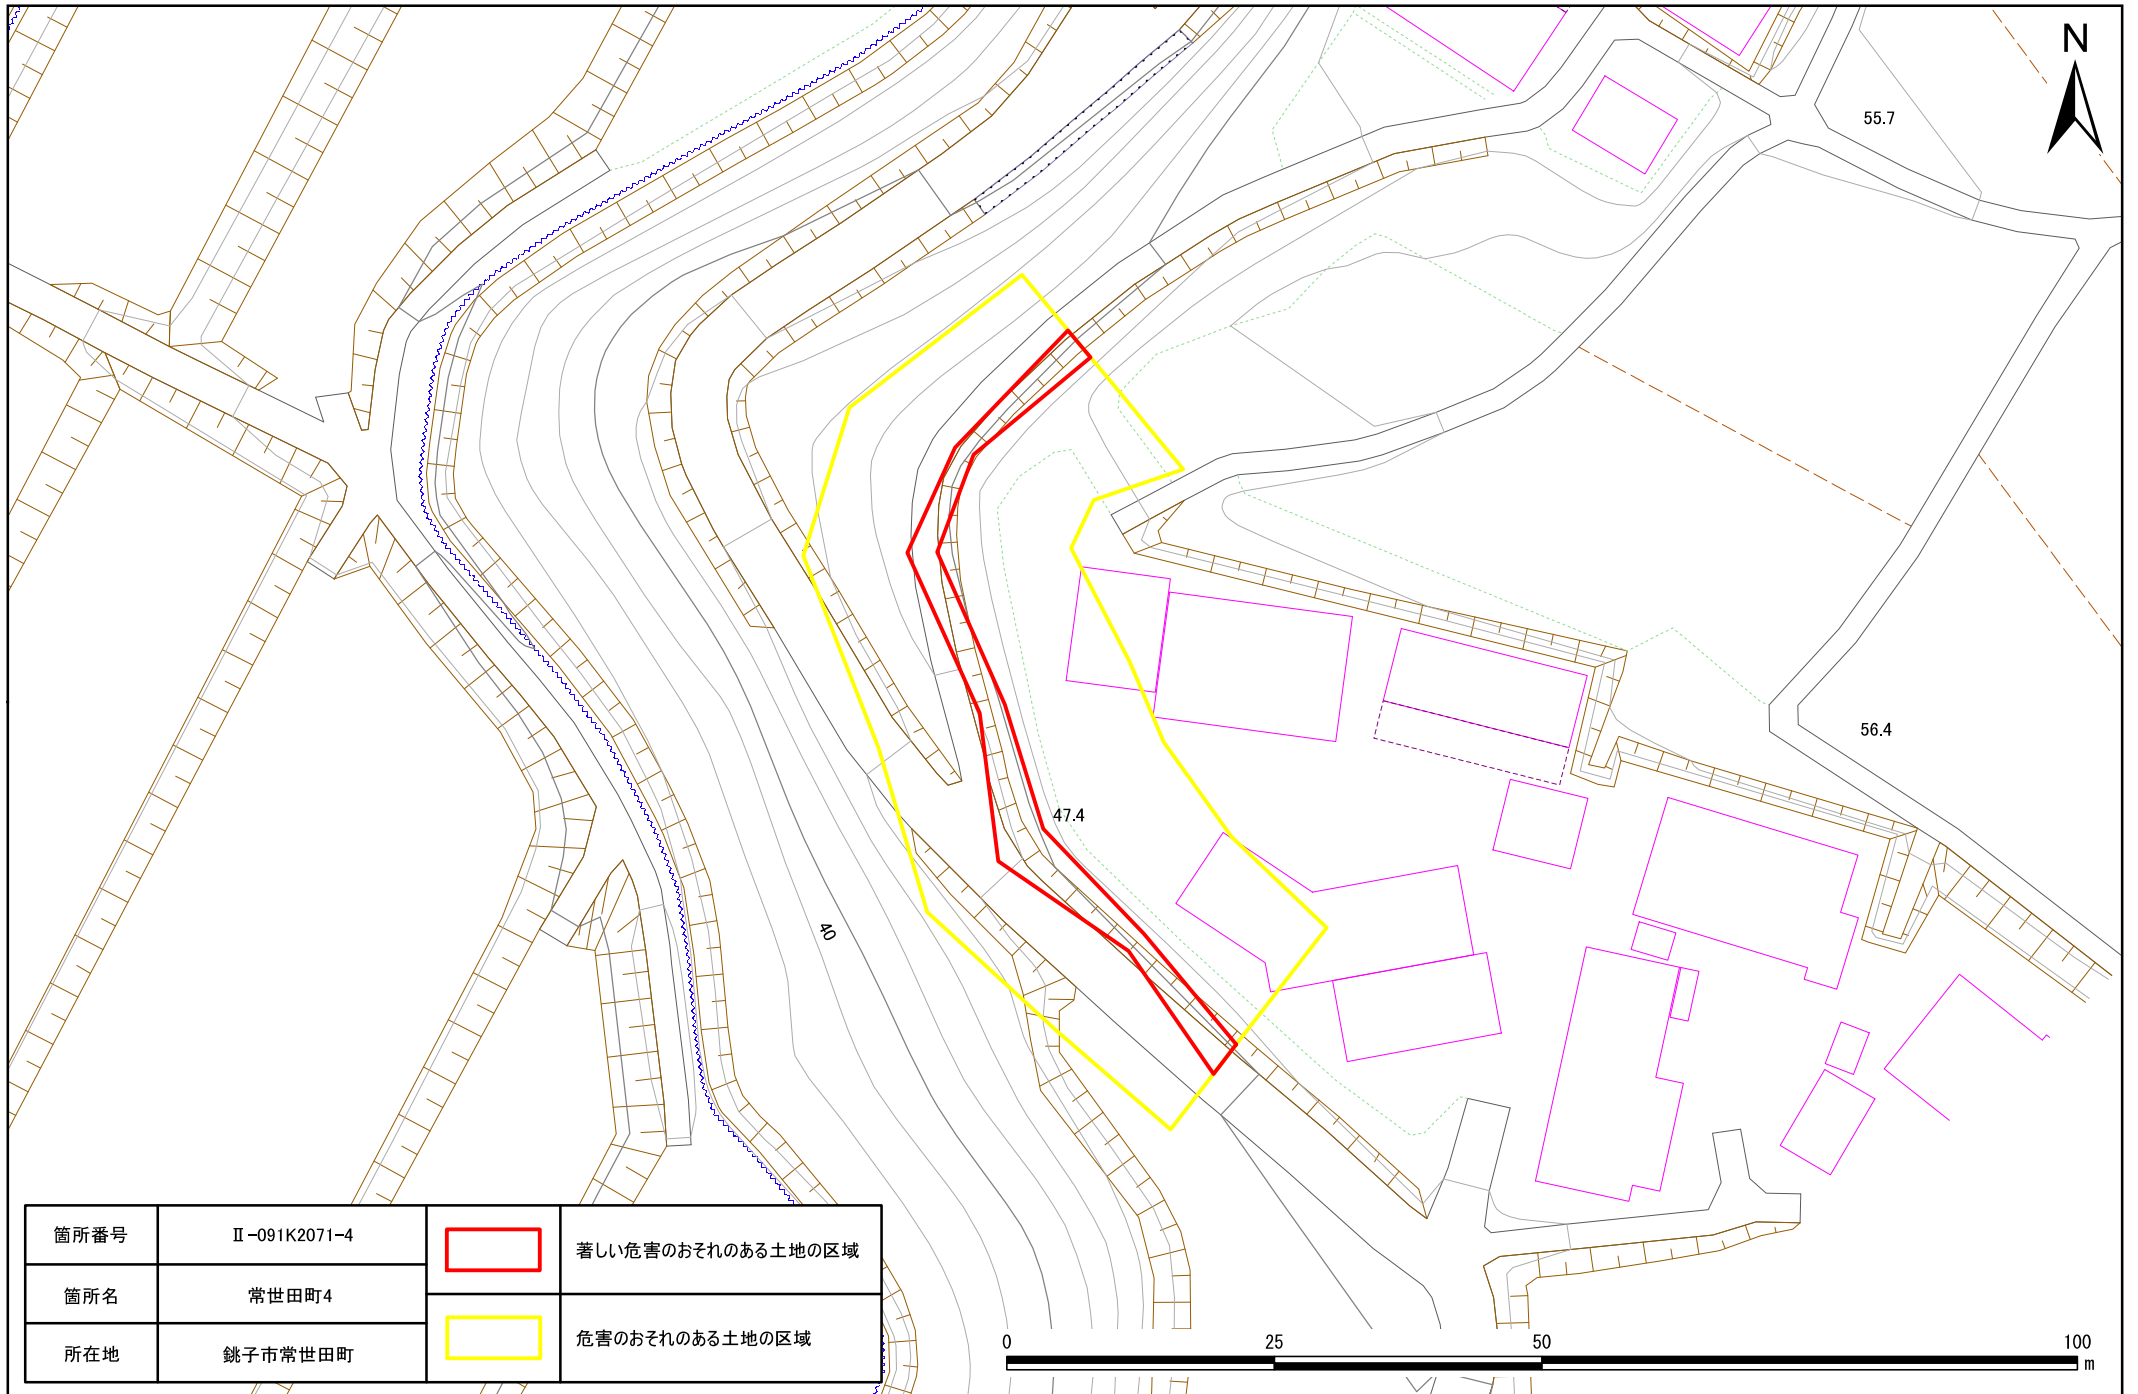 N
55.7
56.4
47.4
40
箇所番号 Ⅱ-091K2071-4
箇所名 常世田町4
所在地 銚子市常世田町
著しい危害のおそれのある土地の区域
危害のおそれのある土地の区域
0 25 50 100
m